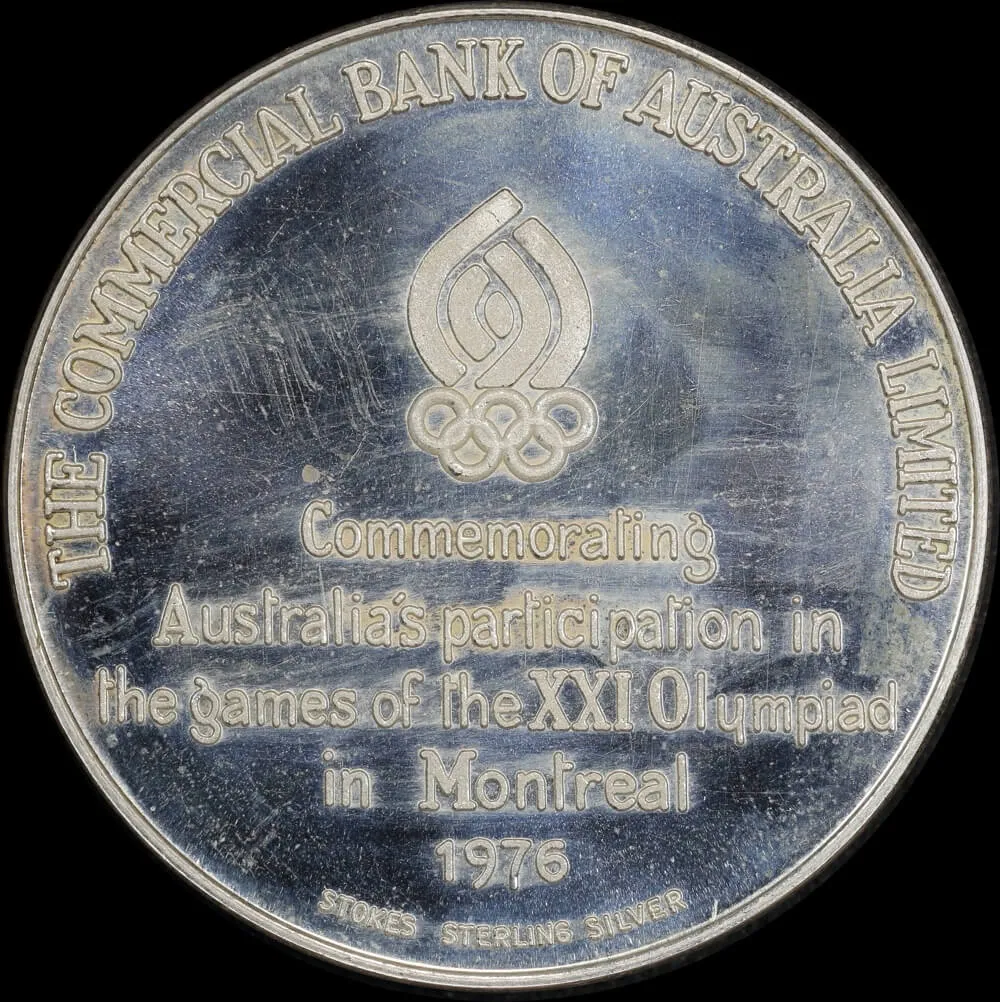 THE COMMERCIAL BANK OF AUSTRALIA LIMITED
Commemorating
Australia's participation in
the games of the XXI Olympiad
in Montreal
1976
STOKES STERLING SILVER